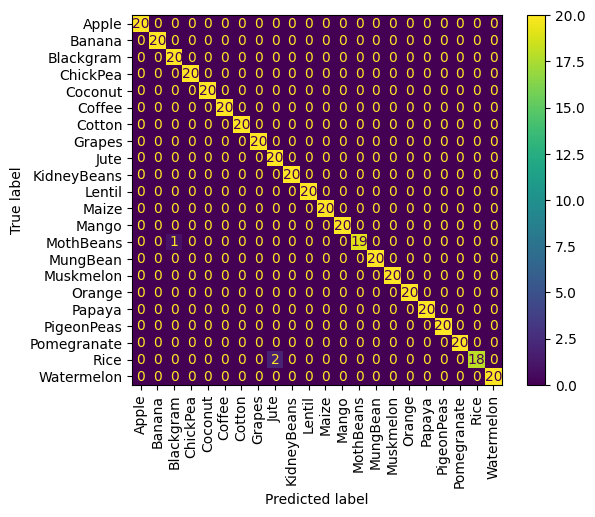 Apple 20 0 0 0 0 0 0 0 0 0 0 0 0 0 0 0 0 0 0 0 0 0
Banana 0 20 0 0 0 0 0 0 0 0 0 0 0 0 0 0 0 0 0 0 0 0
Blackgram 0 0 20 0 0 0 0 0 0 0 0 0 0 0 0 0 0 0 0 0 0 0
ChickPea 0 0 0 20 0 0 0 0 0 0 0 0 0 0 0 0 0 0 0 0 0 0
Coconut 0 0 0 0 20 0 0 0 0 0 0 0 0 0 0 0 0 0 0 0 0 0
Coffee 0 0 0 0 0 20 0 0 0 0 0 0 0 0 0 0 0 0 0 0 0 0
Cotton 0 0 0 0 0 0 20 0 0 0 0 0 0 0 0 0 0 0 0 0 0 0
Grapes 0 0 0 0 0 0 0 20 0 0 0 0 0 0 0 0 0 0 0 0 0 0
Jute 0 0 0 0 0 0 0 0 20 0 0 0 0 0 0 0 0 0 0 0 0 0
KidneyBeans 0 0 0 0 0 0 0 0 0 20 0 0 0 0 0 0 0 0 0 0 0 0
Lentil 0 0 0 0 0 0 0 0 0 0 20 0 0 0 0 0 0 0 0 0 0 0
Maize 0 0 0 0 0 0 0 0 0 0 0 20 0 0 0 0 0 0 0 0 0 0
Mango 0 0 0 0 0 0 0 0 0 0 0 0 20 0 0 0 0 0 0 0 0 0
MothBeans 0 0 1 0 0 0 0 0 0 0 0 0 0 19 0 0 0 0 0 0 0 0
MungBean 0 0 0 0 0 0 0 0 0 0 0 0 0 0 20 0 0 0 0 0 0 0
Muskmelon 0 0 0 0 0 0 0 0 0 0 0 0 0 0 0 20 0 0 0 0 0 0
Orange 0 0 0 0 0 0 0 0 0 0 0 0 0 0 0 0 20 0 0 0 0 0
Papaya 0 0 0 0 0 0 0 0 0 0 0 0 0 0 0 0 0 20 0 0 0 0
PigeonPeas 0 0 0 0 0 0 0 0 0 0 0 0 0 0 0 0 0 0 20 0 0 0
Pomegranate 0 0 0 0 0 0 0 0 0 0 0 0 0 0 0 0 0 0 0 20 0 0
Rice 0 0 0 0 0 0 0 0 2 0 0 0 0 0 0 0 0 0 0 0 18 0
Watermelon 0 0 0 0 0 0 0 0 0 0 0 0 0 0 0 0 0 0 0 0 0 20
True label
Apple
Banana
Blackgram
ChickPea
Coconut
Coffee
Cotton
Grapes
Jute
KidneyBeans
Lentil
Maize
Mango
MothBeans
MungBean
Muskmelon
Orange
Papaya
PigeonPeas
Pomegranate
Rice
Watermelon
Predicted label
20.0
17.5
15.0
12.5
10.0
7.5
5.0
2.5
0.0